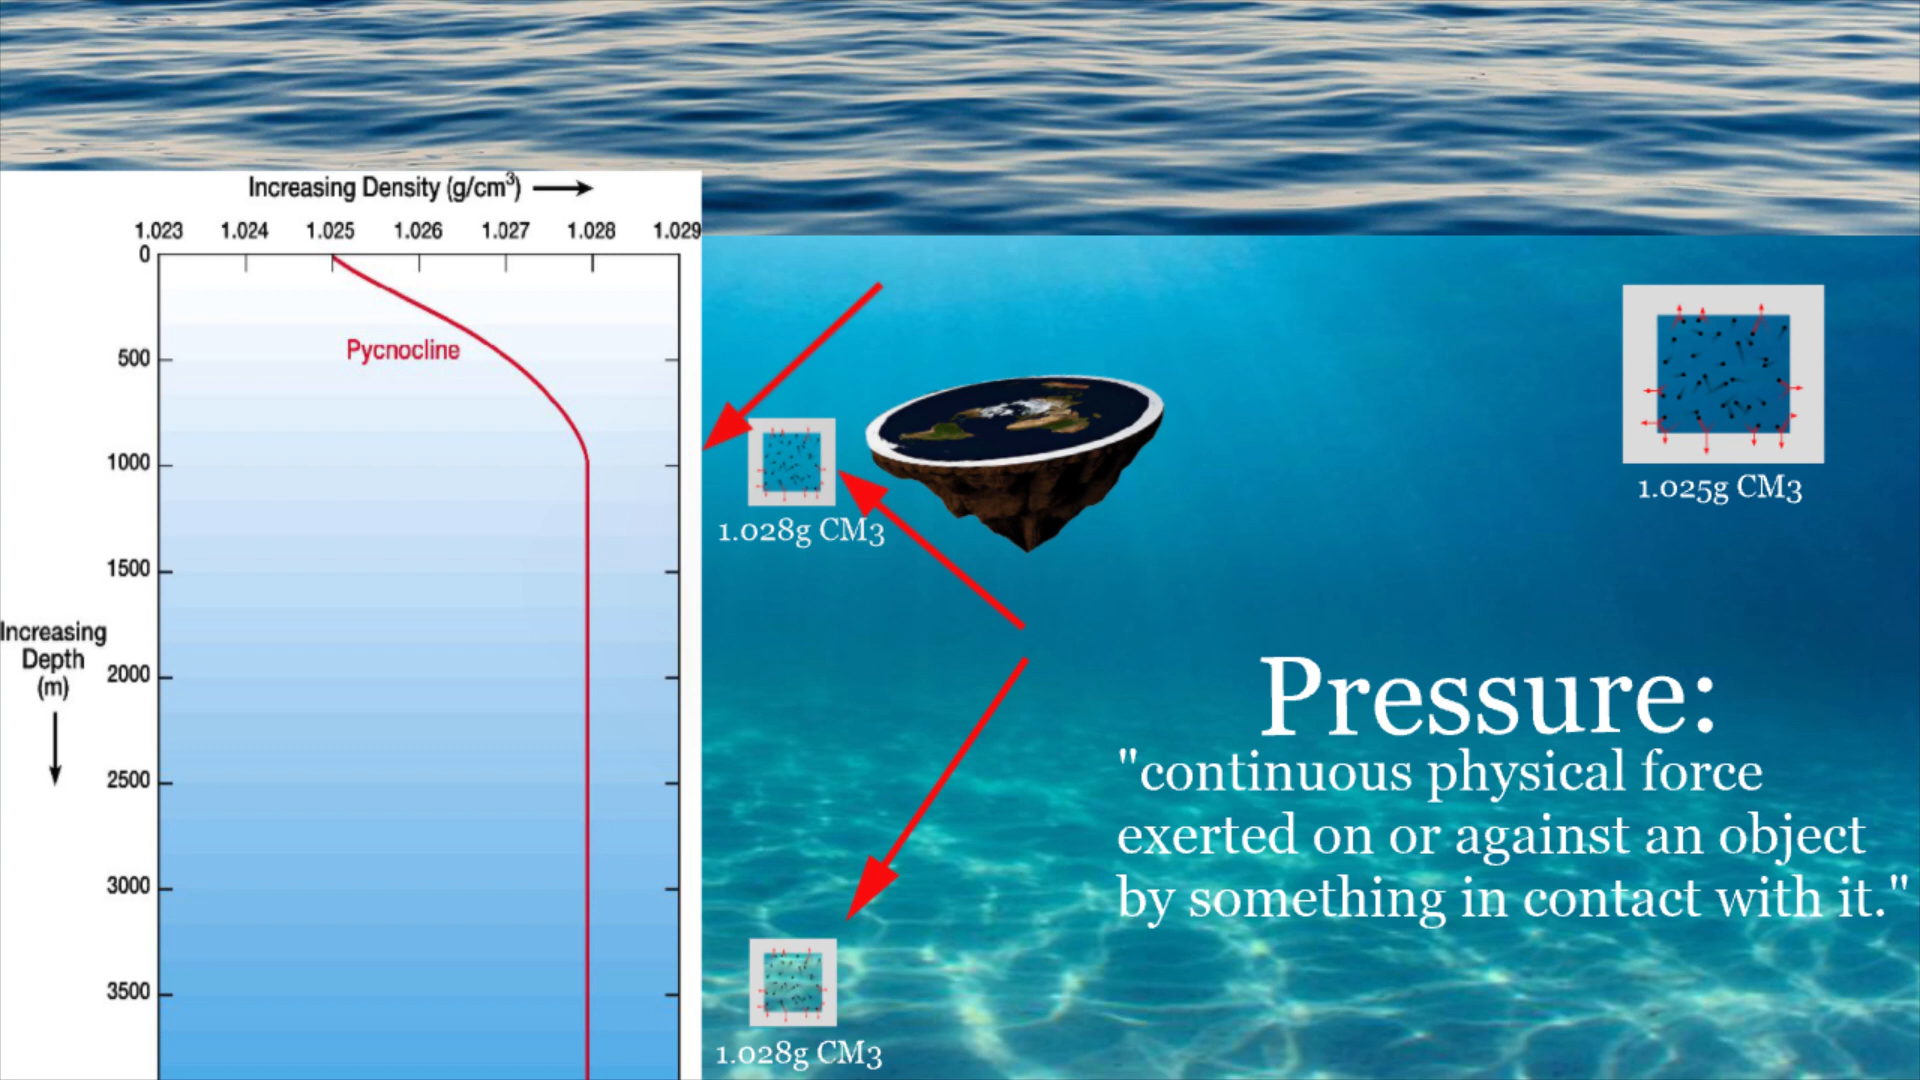 Increasing Density (g/cm³)
1.023 1.024 1.025 1.026 1.027 1.028 1.029
0
Pycnocline
500
1000
1500
Increasing
Depth
(m)
2000
2500
3000
3500
1.028g CM3
1.025g CM3
Pressure:
"continuous physical force
exerted on or against an object
by something in contact with it."
1.028g CM3